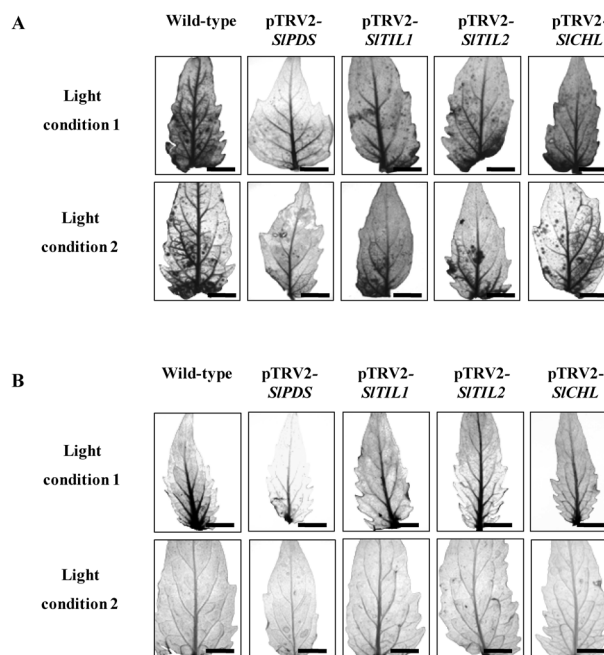 A
Wild-type pTRV2- pTRV2- pTRV2- pTRV2-
SlPDS SlTIL1 SlTIL2 SlCHL
Light
condition 1
Light
condition 2
B
Wild-type pTRV2- pTRV2- pTRV2- pTRV2-
SlPDS SlTIL1 SlTIL2 SlCHL
Light
condition 1
Light
condition 2